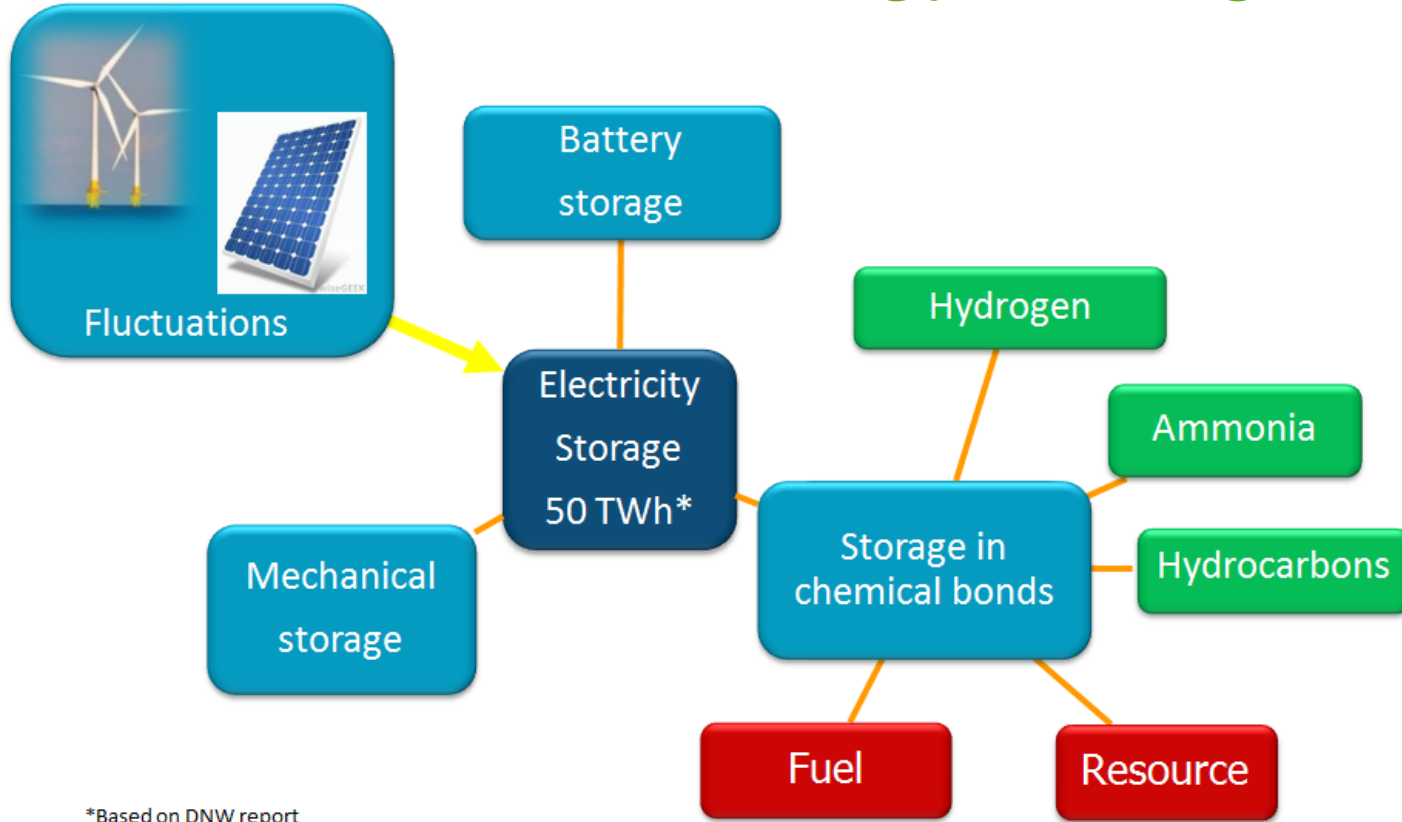 Fluctuations
Battery
storage
Electricity
Storage
50 TWh*
Mechanical
storage
Storage in
chemical bonds
Hydrogen
Ammonia
Hydrocarbons
Fuel
Resource
*Based on DNW report